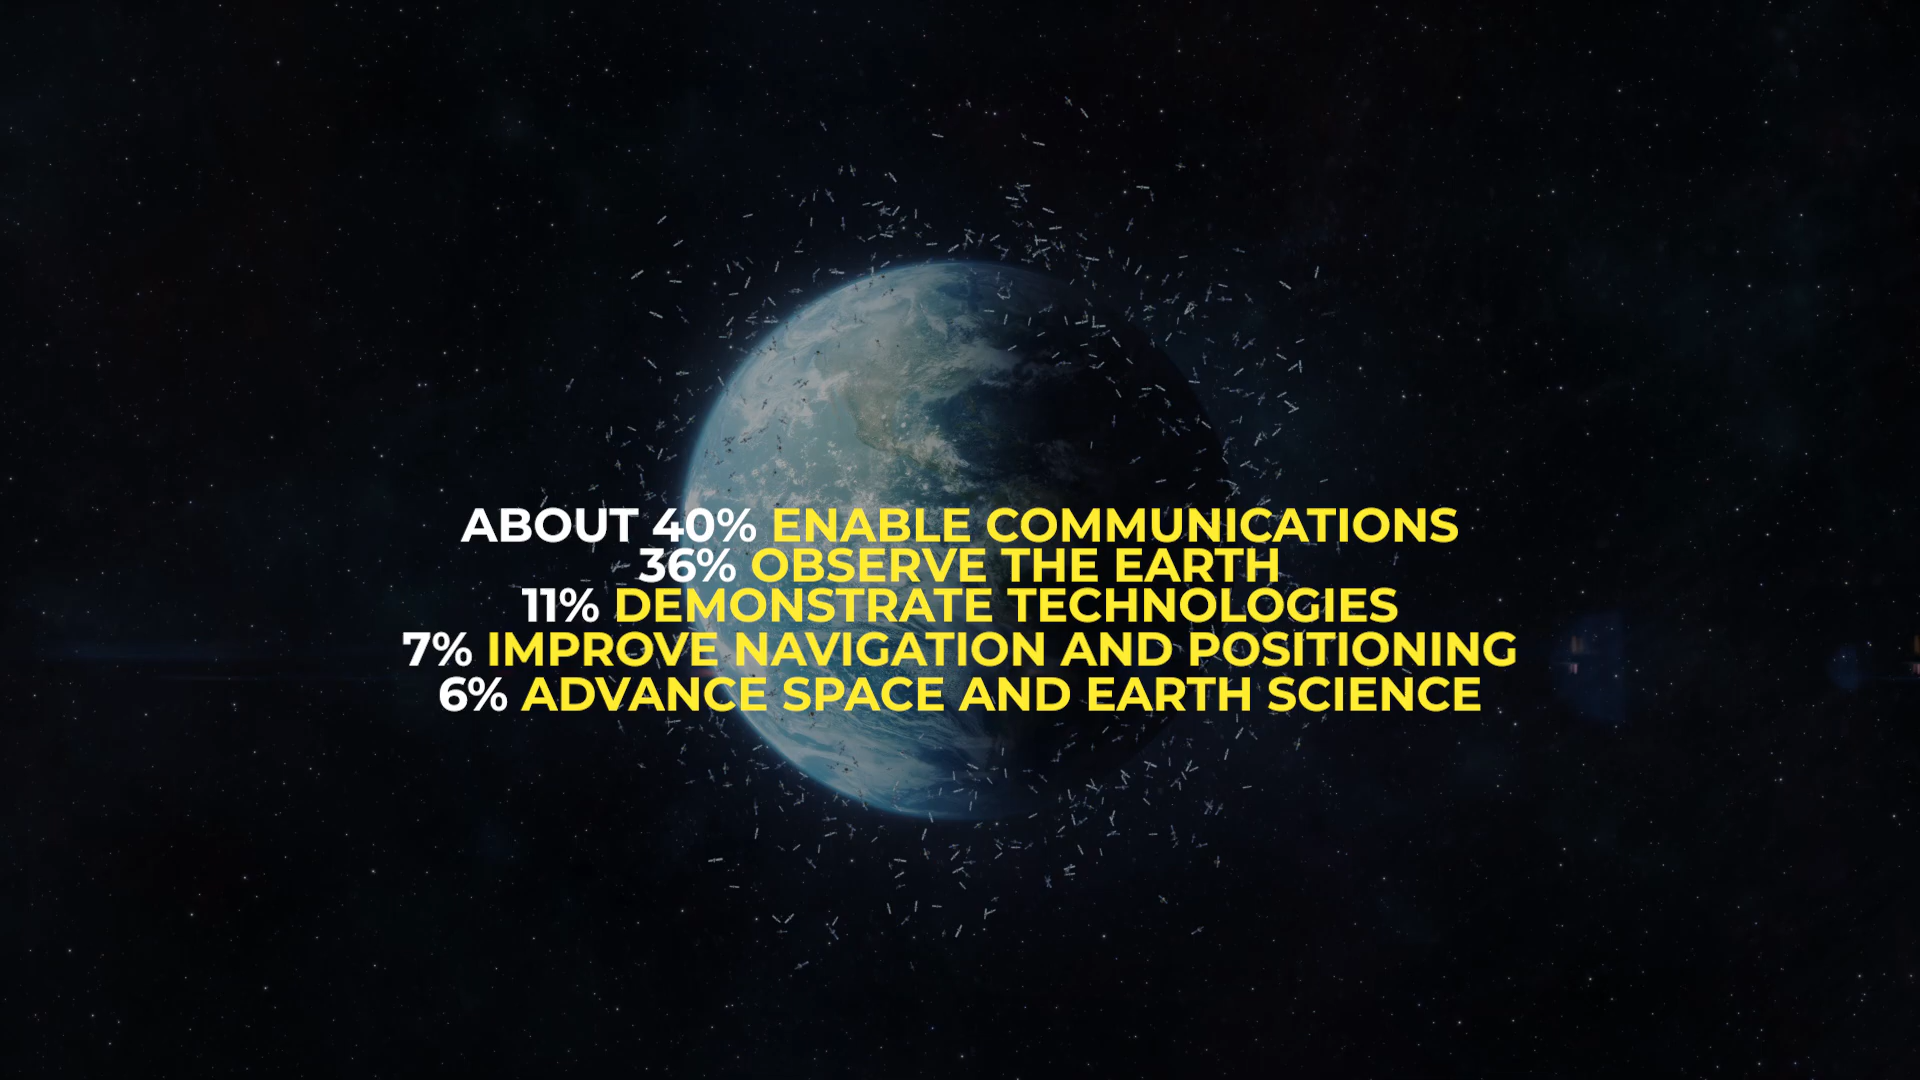 ABOUT 40% ENABLE COMMUNICATIONS
36% OBSERVE THE EARTH
11% DEMONSTRATE TECHNOLOGIES
7% IMPROVE NAVIGATION AND POSITIONING
6% ADVANCE SPACE AND EARTH SCIENCE